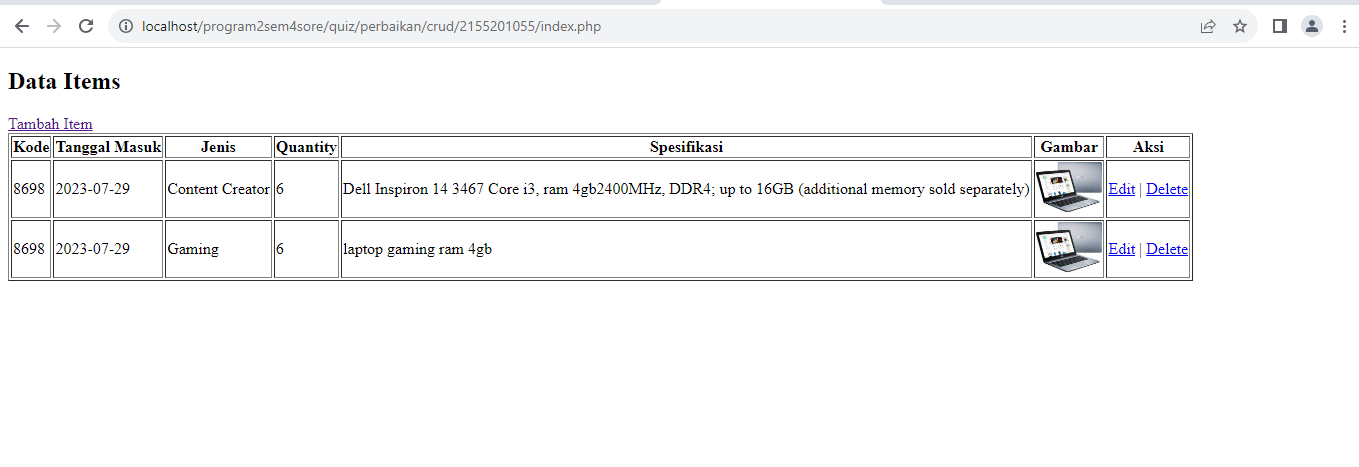 localhost/program2sem4sore/quiz/perbaikan/crud/2155201055/index.php
Data Items
Tambah Item
Kode Tanggal Masuk Jenis Quantity Spesifikasi Gambar Aksi
8698 2023-07-29 Content Creator 6 Dell Inspiron 14 3467 Core i3, ram 4gb2400MHz, DDR4; up to 16GB (additional memory sold separately) Edit | Delete
8698 2023-07-29 Gaming 6 laptop gaming ram 4gb Edit | Delete